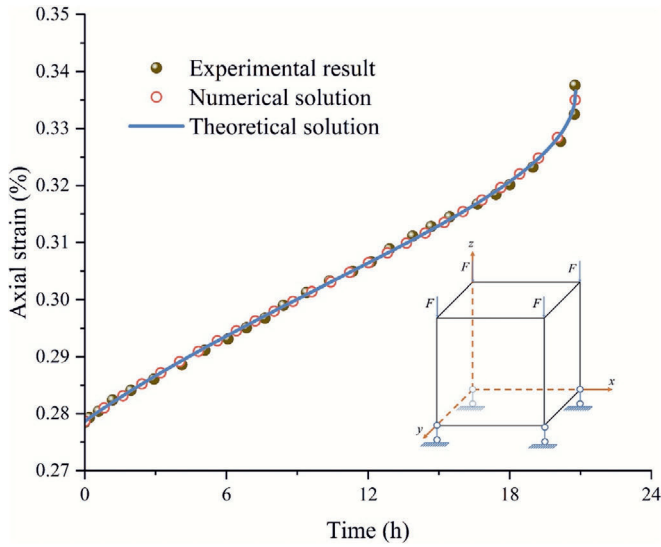 0.35
0.34
0.33
0.32
0.31
0.30
0.29
0.28
0.27
Axial strain (%)
Experimental result
Numerical solution
Theoretical solution
z
F
F
F
F
x
y
0
6
12
18
24
Time (h)